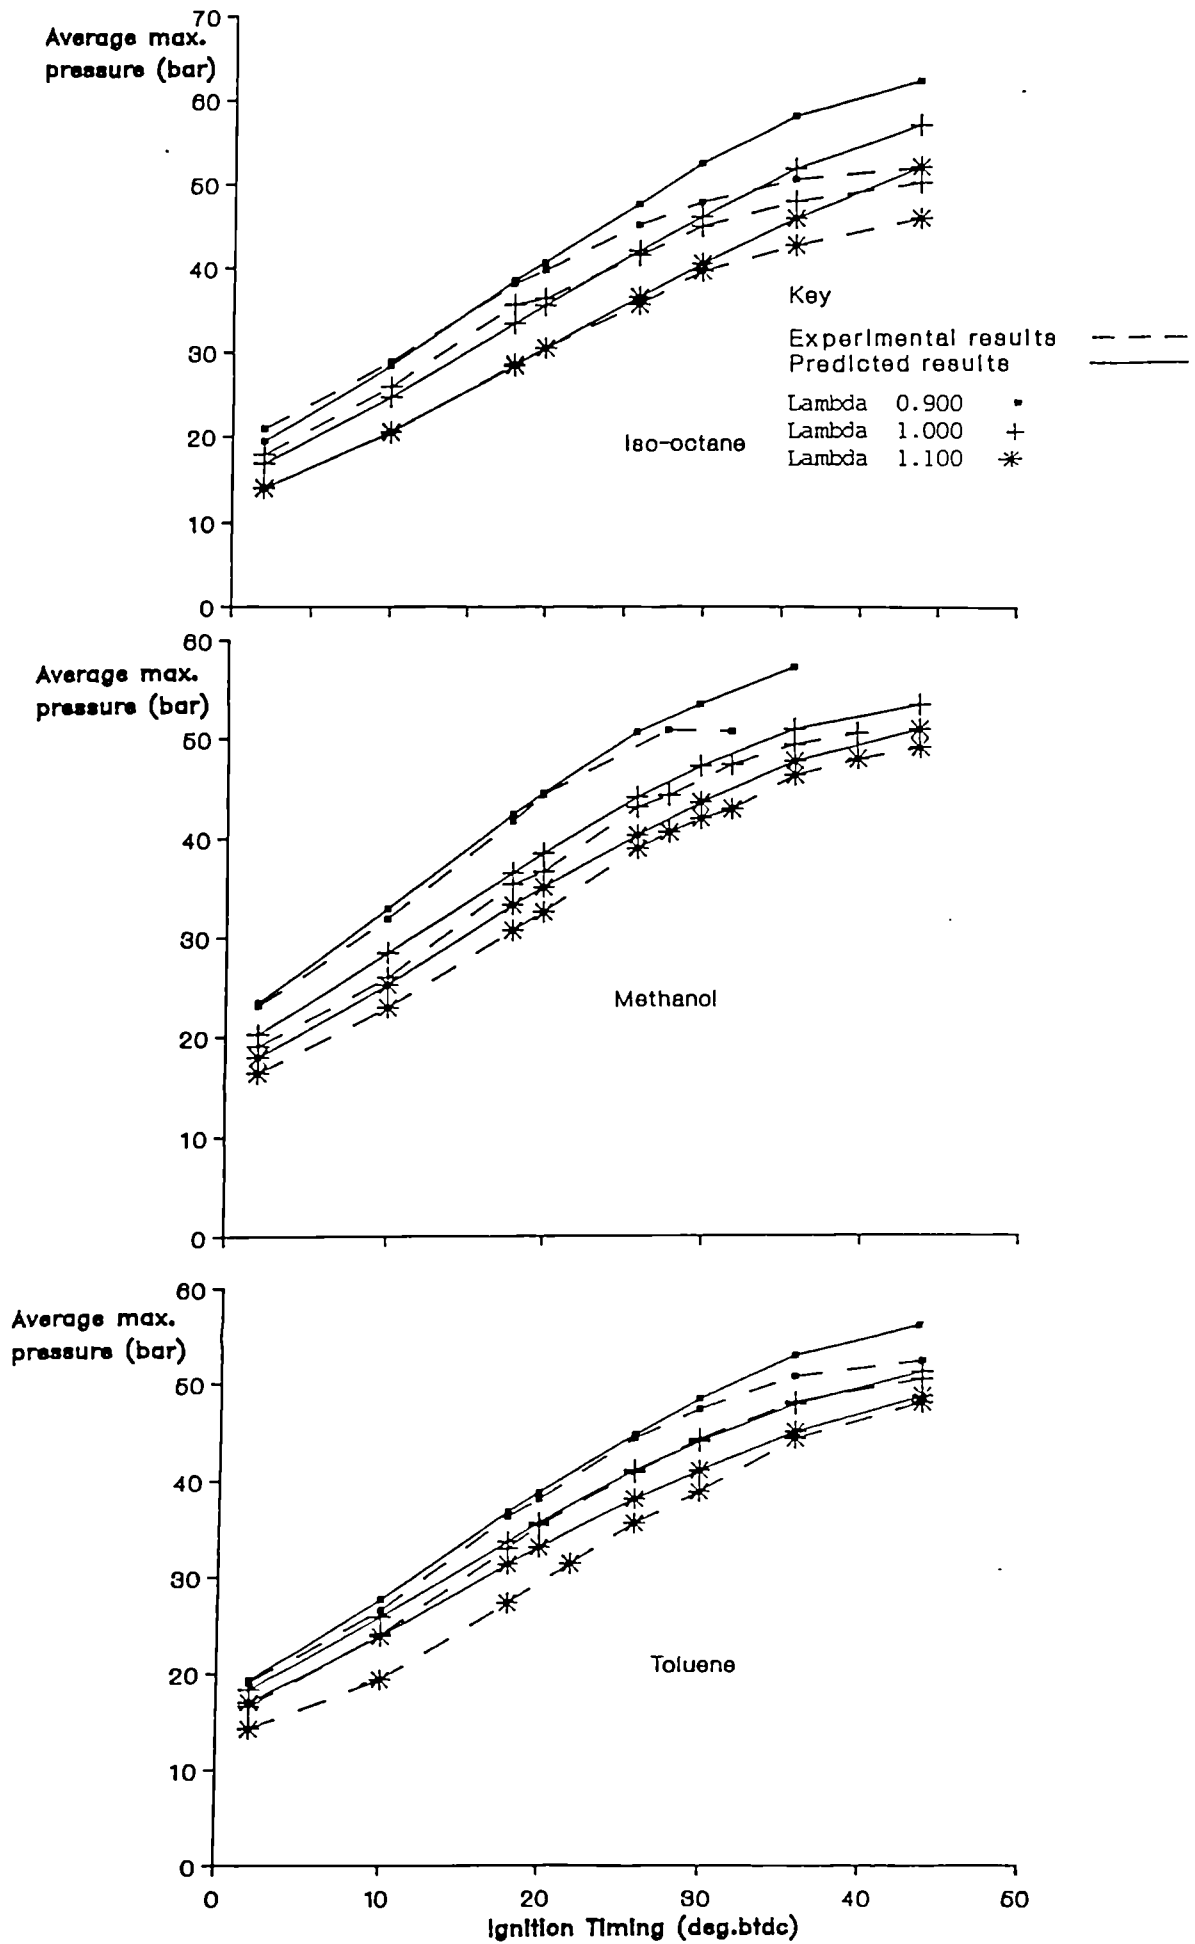 70
Average max.
pressure (bar)
60
50
40
30
20
10
0
Key
Experimental results
Predicted results
Lambda 0.900
Lambda 1.000
Lambda 1.100
Iso-octane
60
Average max.
pressure (bar)
50
40
30
20
10
0
Methanol
60
Average max.
pressure (bar)
50
40
30
20
10
0
Toluene
0 10 20 30 40 50
Ignition Timing (deg.btdc)